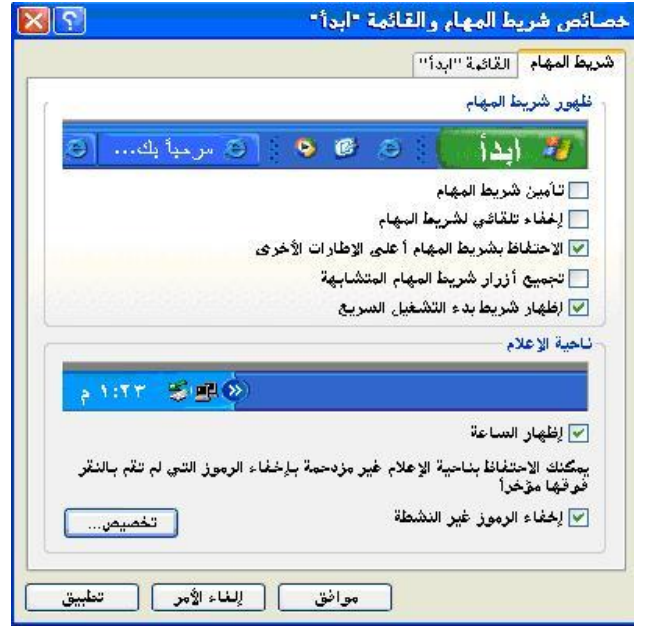 خصائص شريط المهام والقائمة "ابدأ"
شريط المهام القائمة "ابدأ"
ظهور شريط المهام
ابدأ مرحباً بك...
تأمين شريط المهام
إخفاء تلقائي لشريط المهام
الاحتفاظ بشريط المهام أعلى الإطارات الأخرى
تجميع أزرار شريط المهام المتشابهة
إظهار شريط بدء التشغيل السريع
ناحية الإعلام
١:٢٣ م
إظهار الساعة
يمكنك الاحتفاظ بناحية الإعلام غير مزدحمة بإخفاء الرموز التي لم تقم بالنقر
فوقها مؤخراً
إخفاء الرموز غير النشطة
تخصيص...
موافق إلغاء الأمر تطبيق